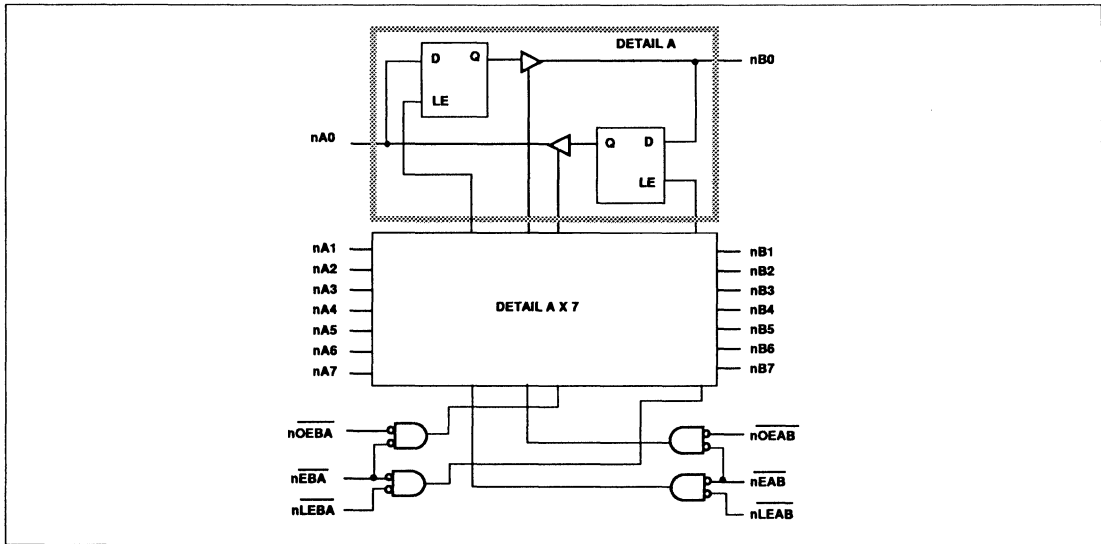 DETAIL A
D Q
LE
nB0
nA0
Q D
LE
nA1
nA2
nA3
nA4
nA5
nA6
nA7
DETAIL A X 7
nB1
nB2
nB3
nB4
nB5
nB6
nB7
nOEBA
nEBA
nLEBA
nOEAB
nEAB
nLEAB